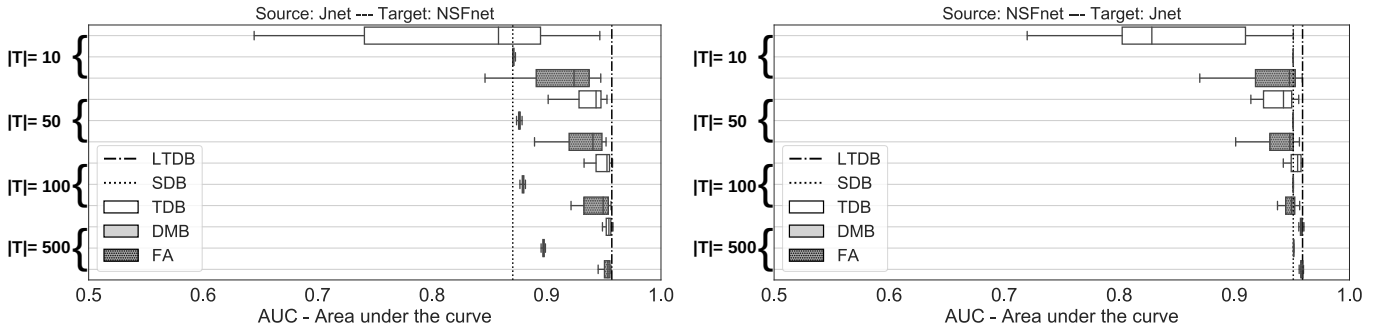 Source: Jnet --- Target: NSFnet
|T|= 10
|T|= 50
|T|= 100
|T|= 500
{
{
{
{
LTDB
SDB
TDB
DMB
FA
0.5 0.6 0.7 0.8 0.9 1.0
AUC - Area under the curve
Source: NSFnet --- Target: Jnet
|T|= 10
|T|= 50
|T|= 100
|T|= 500
{
{
{
{
LTDB
SDB
TDB
DMB
FA
0.5 0.6 0.7 0.8 0.9 1.0
AUC - Area under the curve